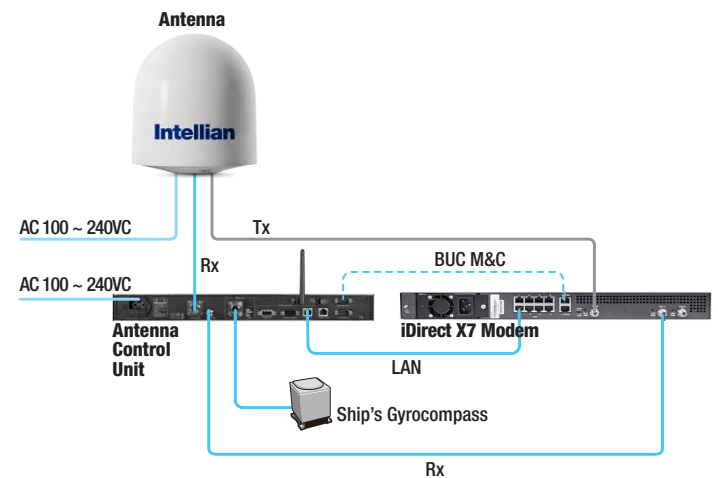 Antenna
Intellian
AC 100 ~ 240VC
Tx
Rx
BUC M&C
AC 100 ~ 240VC
Antenna
Control
Unit
iDirect X7 Modem
LAN
Ship's Gyrocompass
Rx